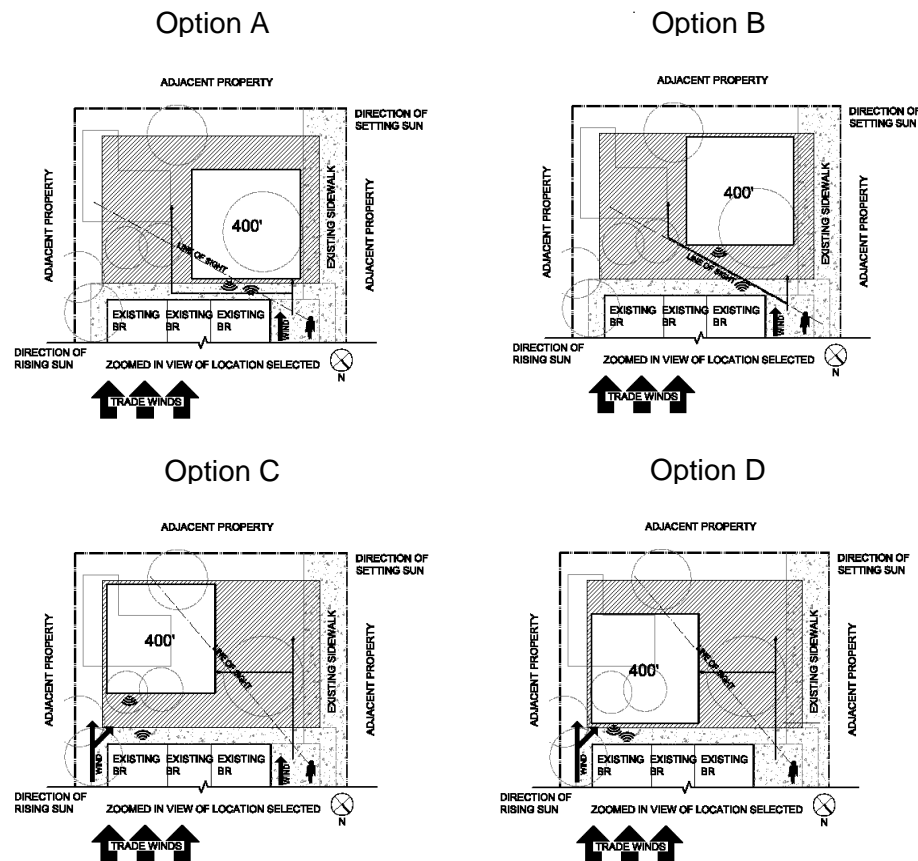 Option A
ADJACENT PROPERTY
DIRECTION OF
SETTING SUN
ADJACENT PROPERTY
400'
LINE OF SIGHT
EXISTING SIDEWALK
ADJACENT PROPERTY
EXISTING EXISTING EXISTING
BR BR BR
WIND
DIRECTION OF
RISING SUN
ZOOMED IN VIEW OF LOCATION SELECTED
N
TRADE WINDS
Option B
ADJACENT PROPERTY
DIRECTION OF
SETTING SUN
ADJACENT PROPERTY
400'
LINE OF SIGHT
EXISTING SIDEWALK
ADJACENT PROPERTY
EXISTING EXISTING EXISTING
BR BR BR
WIND
DIRECTION OF
RISING SUN
ZOOMED IN VIEW OF LOCATION SELECTED
N
TRADE WINDS
Option C
ADJACENT PROPERTY
DIRECTION OF
SETTING SUN
ADJACENT PROPERTY
400'
LINE OF SIGHT
EXISTING SIDEWALK
ADJACENT PROPERTY
WIND
EXISTING EXISTING EXISTING
BR BR BR
WIND
DIRECTION OF
RISING SUN
ZOOMED IN VIEW OF LOCATION SELECTED
N
TRADE WINDS
Option D
ADJACENT PROPERTY
DIRECTION OF
SETTING SUN
ADJACENT PROPERTY
400'
LINE OF SIGHT
EXISTING SIDEWALK
ADJACENT PROPERTY
WIND
EXISTING EXISTING EXISTING
BR BR BR
DIRECTION OF
RISING SUN
ZOOMED IN VIEW OF LOCATION SELECTED
N
TRADE WINDS